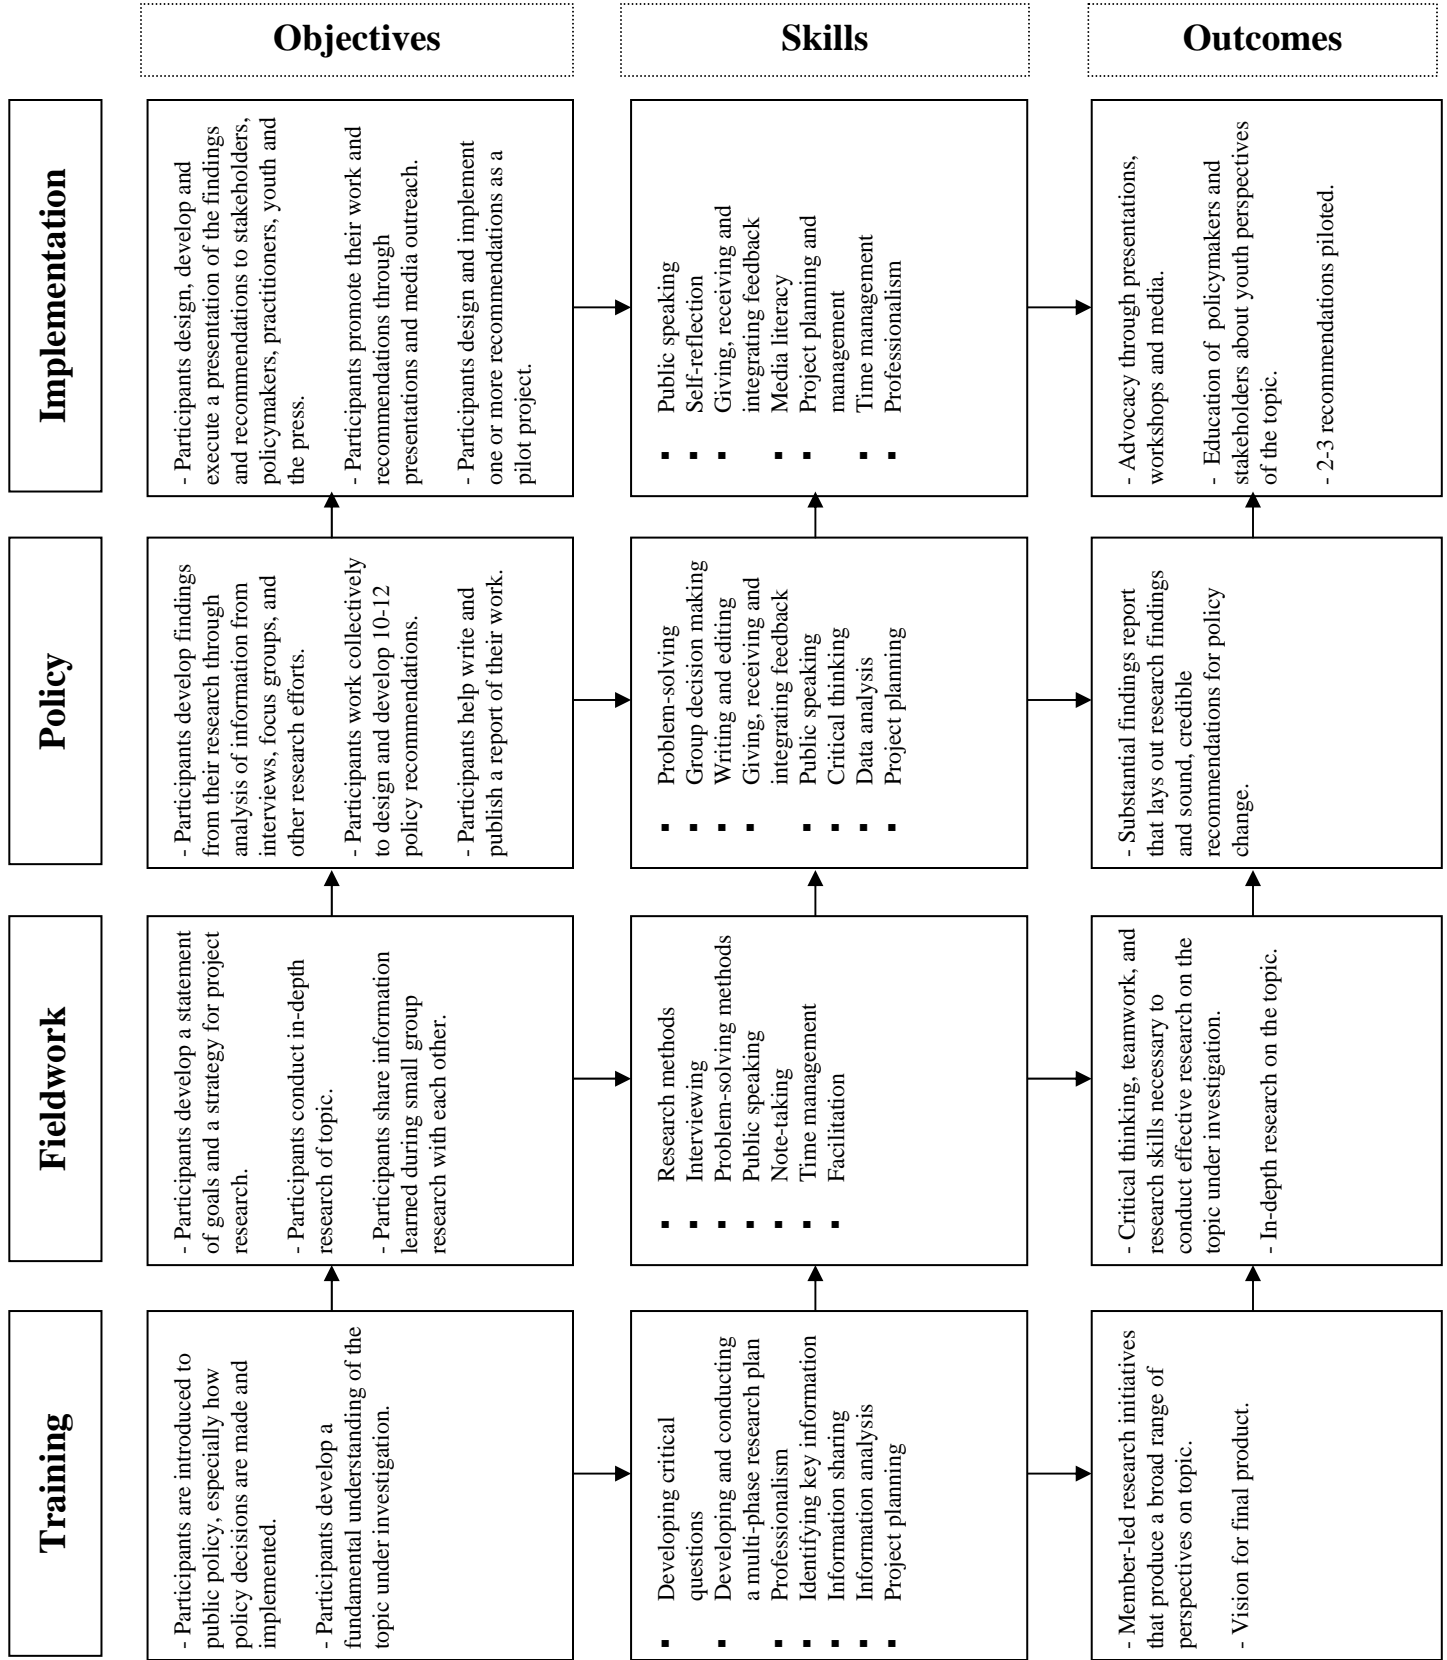 Objectives
Skills
Outcomes
Training
- Participants are introduced to
public policy, especially how
policy decisions are made and
implemented.
- Participants develop a
fundamental understanding of the
topic under investigation.
▪ Developing critical
questions
▪ Developing and conducting
a multi-phase research plan
▪ Professionalism
▪ Identifying key information
▪ Information sharing
▪ Information analysis
▪ Project planning
- Member-led research initiatives
that produce a broad range of
perspectives on topic.
- Vision for final product.
Fieldwork
- Participants develop a statement
of goals and a strategy for project
research.
- Participants conduct in-depth
research of topic.
- Participants share information
learned during small group
research with each other.
▪ Research methods
▪ Interviewing
▪ Problem-solving methods
▪ Public speaking
▪ Note-taking
▪ Time management
▪ Facilitation
- Critical thinking, teamwork, and
research skills necessary to
conduct effective research on the
topic under investigation.
- In-depth research on the topic.
Policy
- Participants develop findings
from their research through
analysis of information from
interviews, focus groups, and
other research efforts.
- Participants work collectively
to design and develop 10-12
policy recommendations.
- Participants help write and
publish a report of their work.
▪ Problem-solving
▪ Group decision making
▪ Writing and editing
▪ Giving, receiving and
integrating feedback
▪ Public speaking
▪ Critical thinking
▪ Data analysis
▪ Project planning
- Substantial findings report
that lays out research findings
and sound, credible
recommendations for policy
change.
Implementation
- Participants design, develop and
execute a presentation of the findings
and recommendations to stakeholders,
policymakers, practitioners, youth and
the press.
- Participants promote their work and
recommendations through
presentations and media outreach.
- Participants design and implement
one or more recommendations as a
pilot project.
▪ Public speaking
▪ Self-reflection
▪ Giving, receiving and
integrating feedback
▪ Media literacy
▪ Project planning and
management
▪ Time management
▪ Professionalism
- Advocacy through presentations,
workshops and media.
- Education of policymakers and
stakeholders about youth perspectives
of the topic.
- 2-3 recommendations piloted.